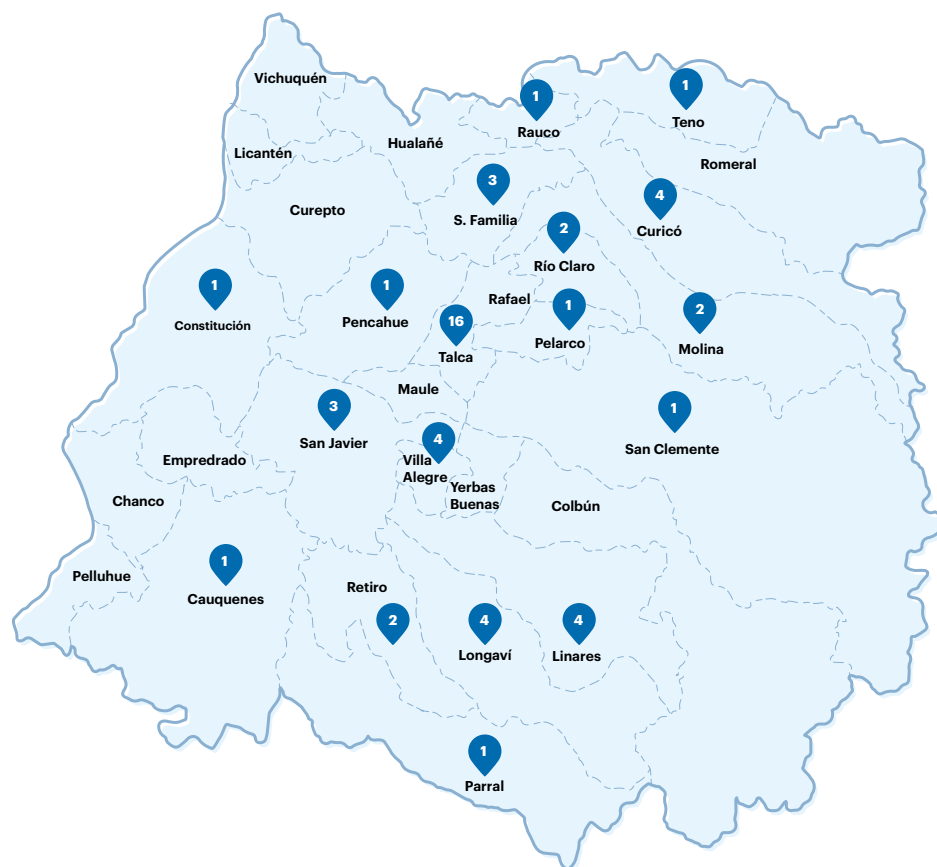 Vichuquén
1
Rauco
1
Teno
Hualañé
Licantén
Romeral
3
S. Familia
4
Curicó
Curepto
2
Río Claro
1
Constitución
1
Pencahue
Rafael
1
Pelarco
2
Molina
16
Talca
Maule
3
San Javier
1
San Clemente
4
Villa
Alegre
Empredrado
Yerbas
Buenas
Chanco
Colbún
Pelluhue
1
Cauquenes
Retiro
2
4
Longaví
4
Linares
1
Parral